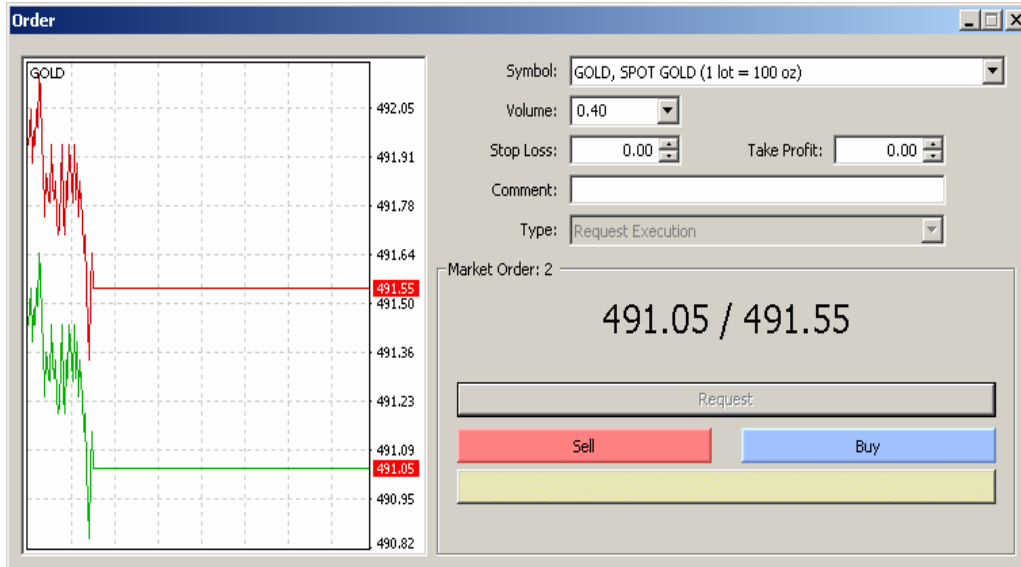 Order
GOLD
492.05
491.91
491.78
491.64
491.55
491.50
491.36
491.23
491.09
491.05
490.95
490.82
Symbol: GOLD, SPOT GOLD (1 lot = 100 oz)
Volume: 0.40
Stop Loss: 0.00 Take Profit: 0.00
Comment:
Type: Request Execution
Market Order: 2
491.05 / 491.55
Request
Sell Buy